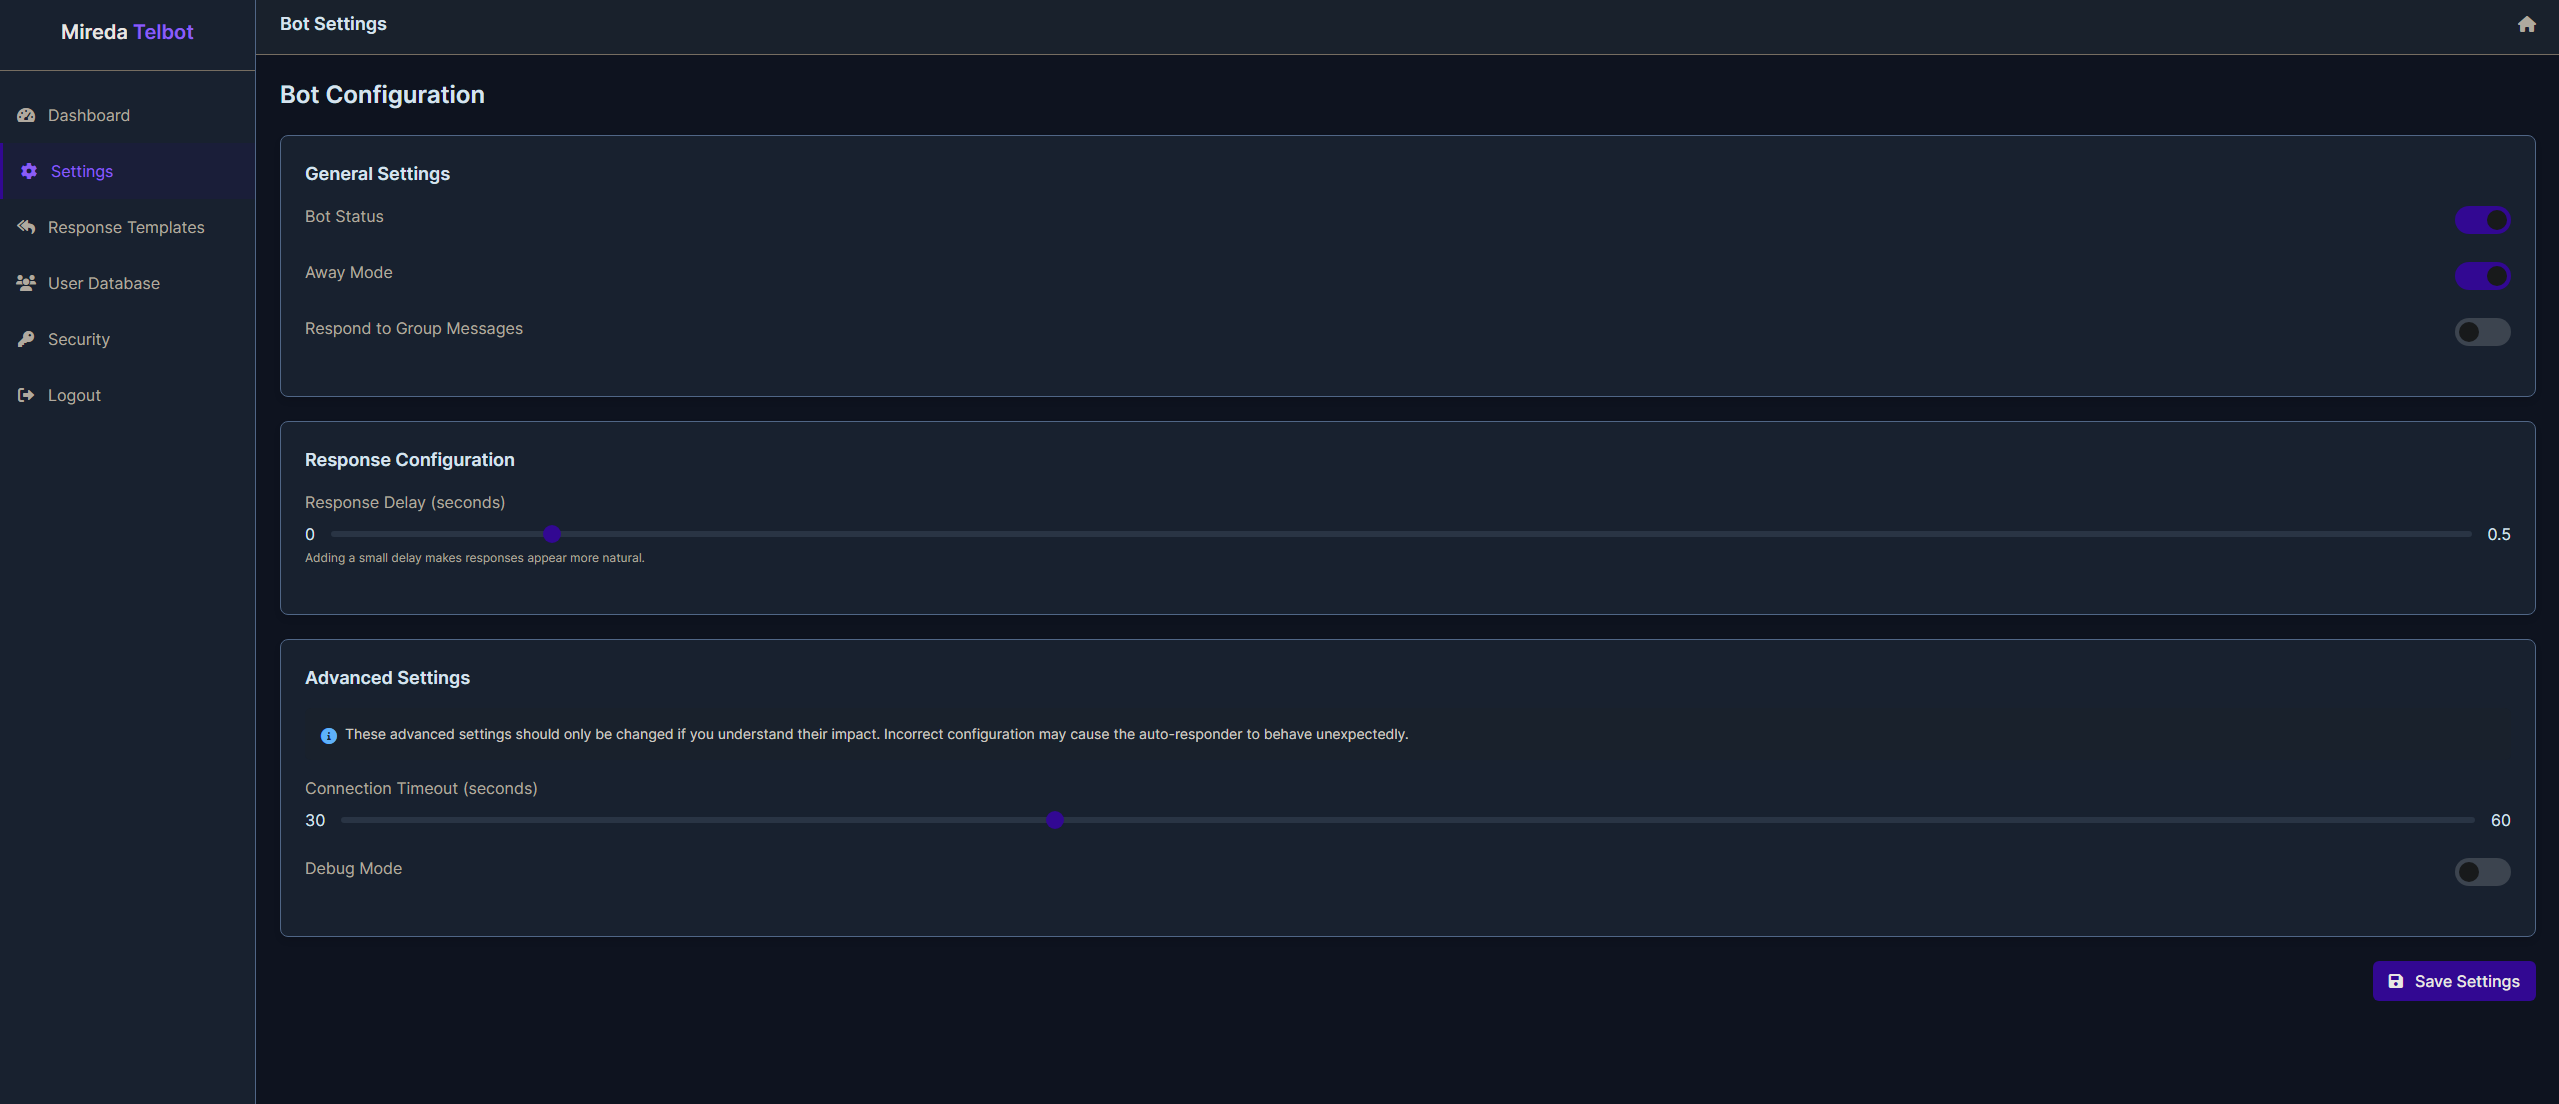 Mireda Telbot
Bot Settings
Dashboard
Settings
Response Templates
User Database
Security
Logout
Bot Configuration
General Settings
Bot Status
Away Mode
Respond to Group Messages
Response Configuration
Response Delay (seconds)
0 0.5
Adding a small delay makes responses appear more natural.
Advanced Settings
These advanced settings should only be changed if you understand their impact. Incorrect configuration may cause the auto-responder to behave unexpectedly.
Connection Timeout (seconds)
30 60
Debug Mode
Save Settings